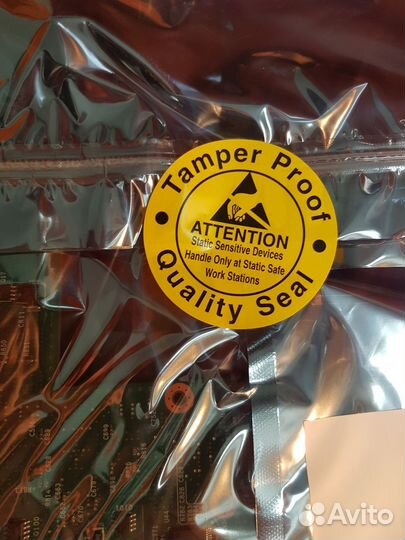 Tamper Proof
ATTENTION
Static Sensitive Devices
Handle Only at Static Safe
Work Stations
Quality Seal
Avito